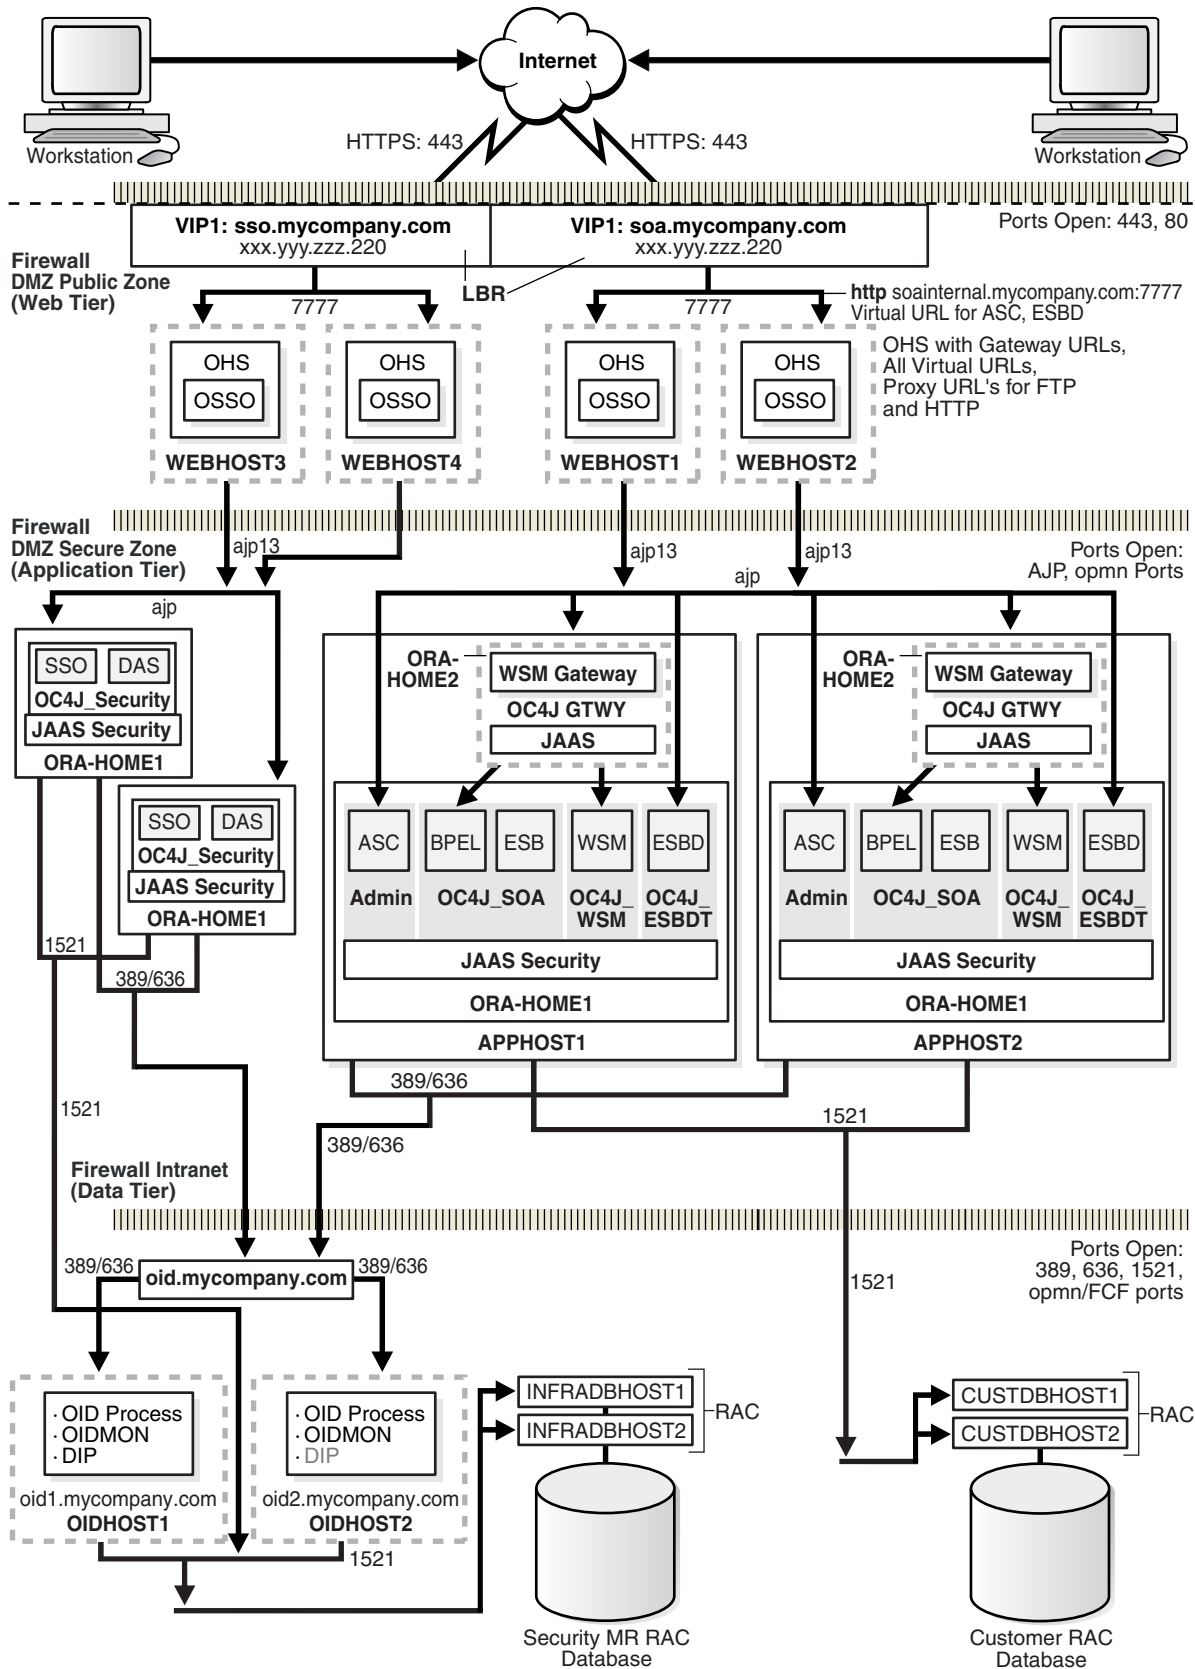 Internet
Workstation
HTTPS: 443
HTTPS: 443
Workstation
VIP1: sso.mycompany.com
xxx.yyy.zzz.220
VIP1: soa.mycompany.com
xxx.yyy.zzz.220
Ports Open: 443, 80
Firewall
DMZ Public Zone
(Web Tier)
LBR
7777
7777
http soainternal.mycompany.com:7777
Virtual URL for ASC, ESBD
OHS
OSSO
WEBHOST3
OHS
OSSO
WEBHOST4
OHS
OSSO
WEBHOST1
OHS
OSSO
WEBHOST2
OHS with Gateway URLs,
All Virtual URLs,
Proxy URL's for FTP
and HTTP
Firewall
DMZ Secure Zone
(Application Tier)
ajp13
ajp13
ajp13
Ports Open:
AJP, opmn Ports
ajp
ajp
SSO
DAS
OC4J_Security
JAAS Security
ORA-HOME1
SSO
DAS
OC4J_Security
JAAS Security
ORA-HOME1
ORA-
HOME2
WSM Gateway
OC4J GTWY
JAAS
ASC
BPEL
ESB
WSM
ESBD
Admin
OC4J_SOA
OC4J_
WSM
OC4J_
ESBDT
JAAS Security
ORA-HOME1
APPHOST1
ORA-
HOME2
WSM Gateway
OC4J GTWY
JAAS
ASC
BPEL
ESB
WSM
ESBD
Admin
OC4J_SOA
OC4J_
WSM
OC4J_
ESBDT
JAAS Security
ORA-HOME1
APPHOST2
1521
389/636
389/636
1521
1521
389/636
Firewall Intranet
(Data Tier)
Ports Open:
389, 636, 1521,
opmn/FCF ports
389/636
oid.mycompany.com
389/636
1521
· OID Process
· OIDMON
· DIP
oid1.mycompany.com
OIDHOST1
· OID Process
· OIDMON
· DIP
oid2.mycompany.com
OIDHOST2
1521
INFRADBHOST1
INFRADBHOST2
RAC
Security MR RAC
Database
CUSTDBHOST1
CUSTDBHOST2
RAC
Customer RAC
Database